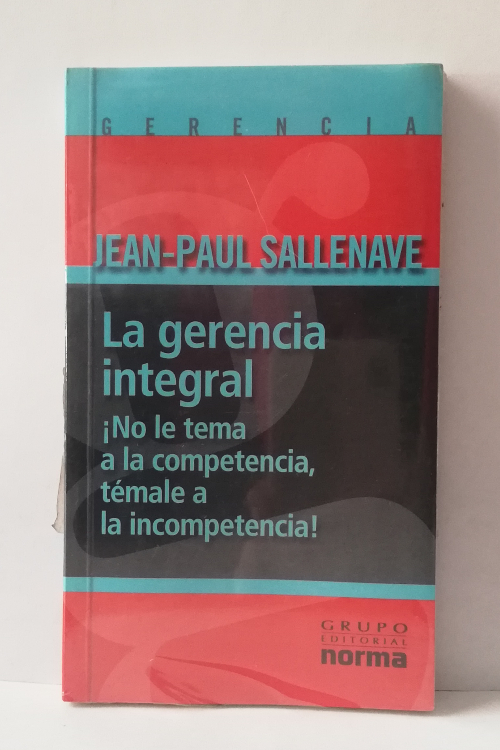 GERENCIA
JEAN-PAUL SALLENAVE
La gerencia
integral
¡No le tema
a la competencia,
témale a
la incompetencia!
GRUPO
EDITORIAL
norma